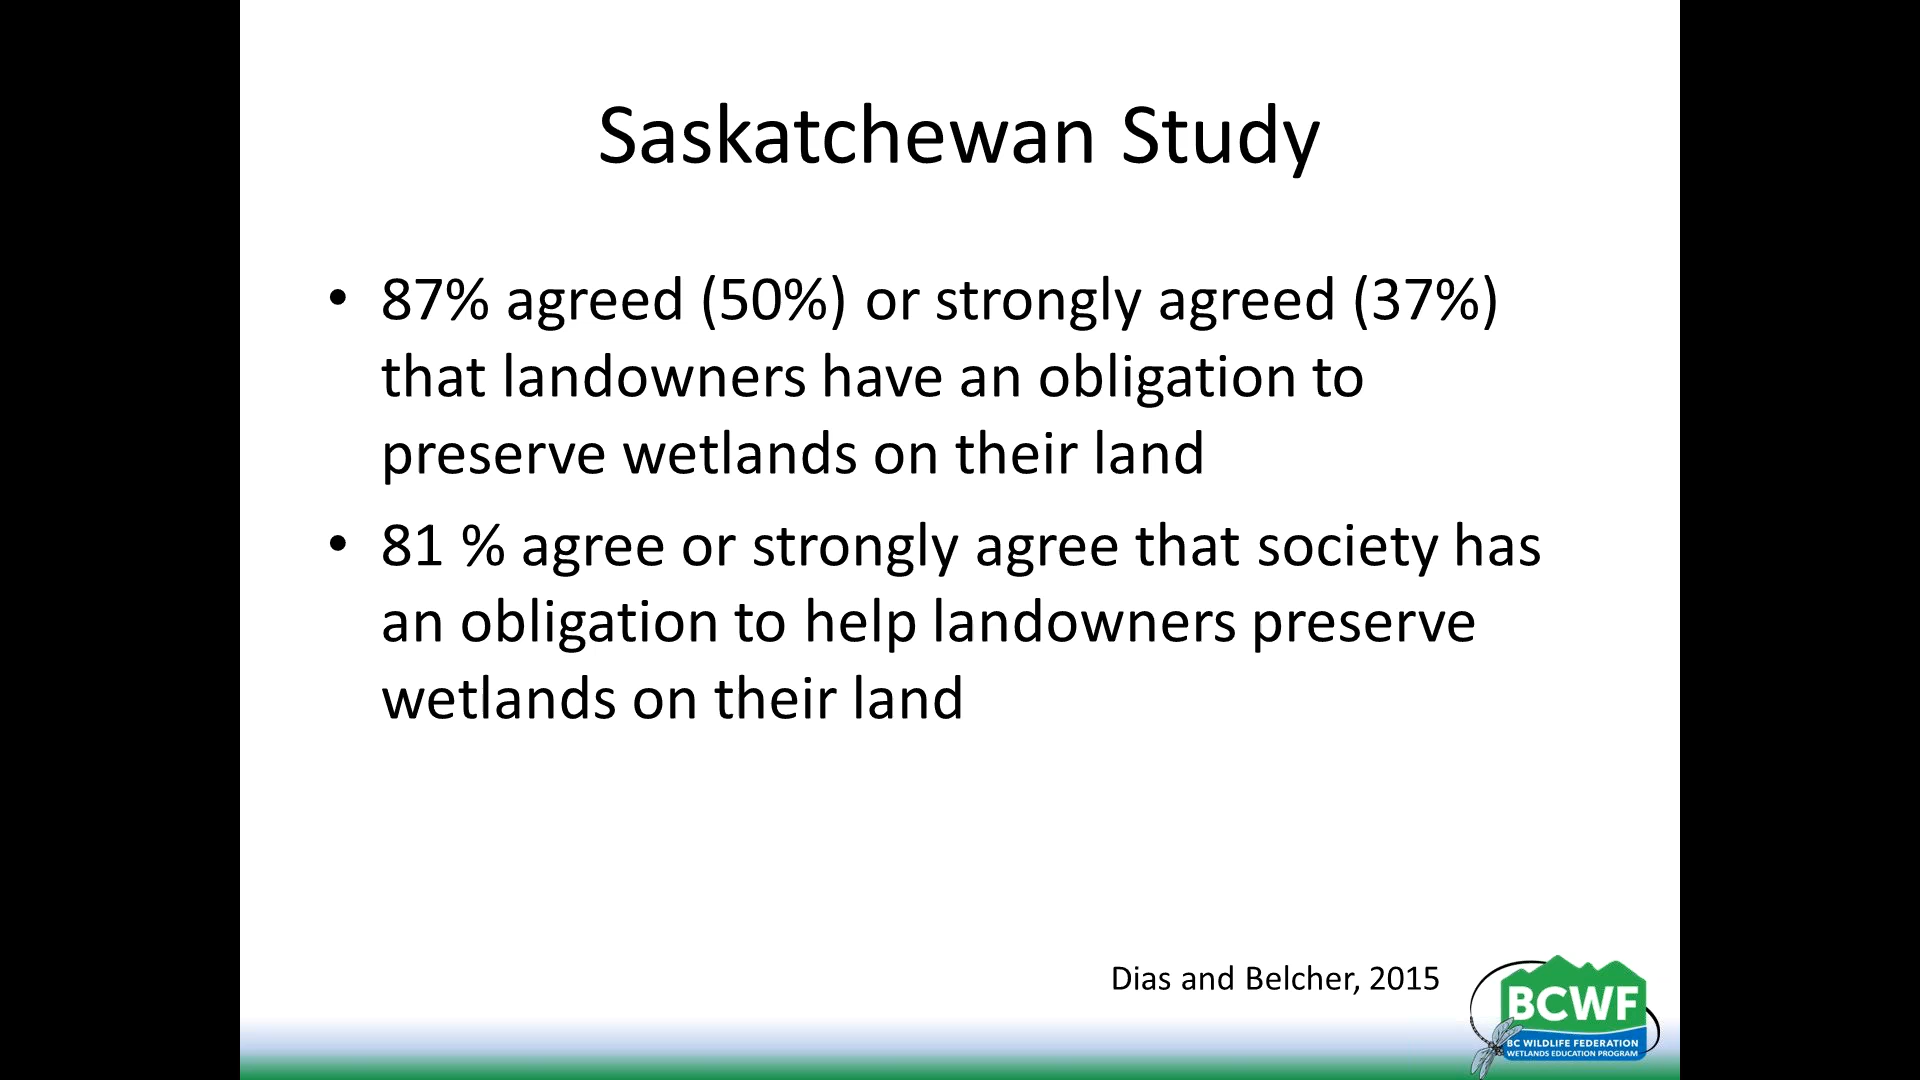 Saskatchewan Study
• 87% agreed (50%) or strongly agreed (37%)
that landowners have an obligation to
preserve wetlands on their land
• 81 % agree or strongly agree that society has
an obligation to help landowners preserve
wetlands on their land
Dias and Belcher, 2015
BCWF
BC WILDLIFE FEDERATION
WETLANDS EDUCATION PROGRAM